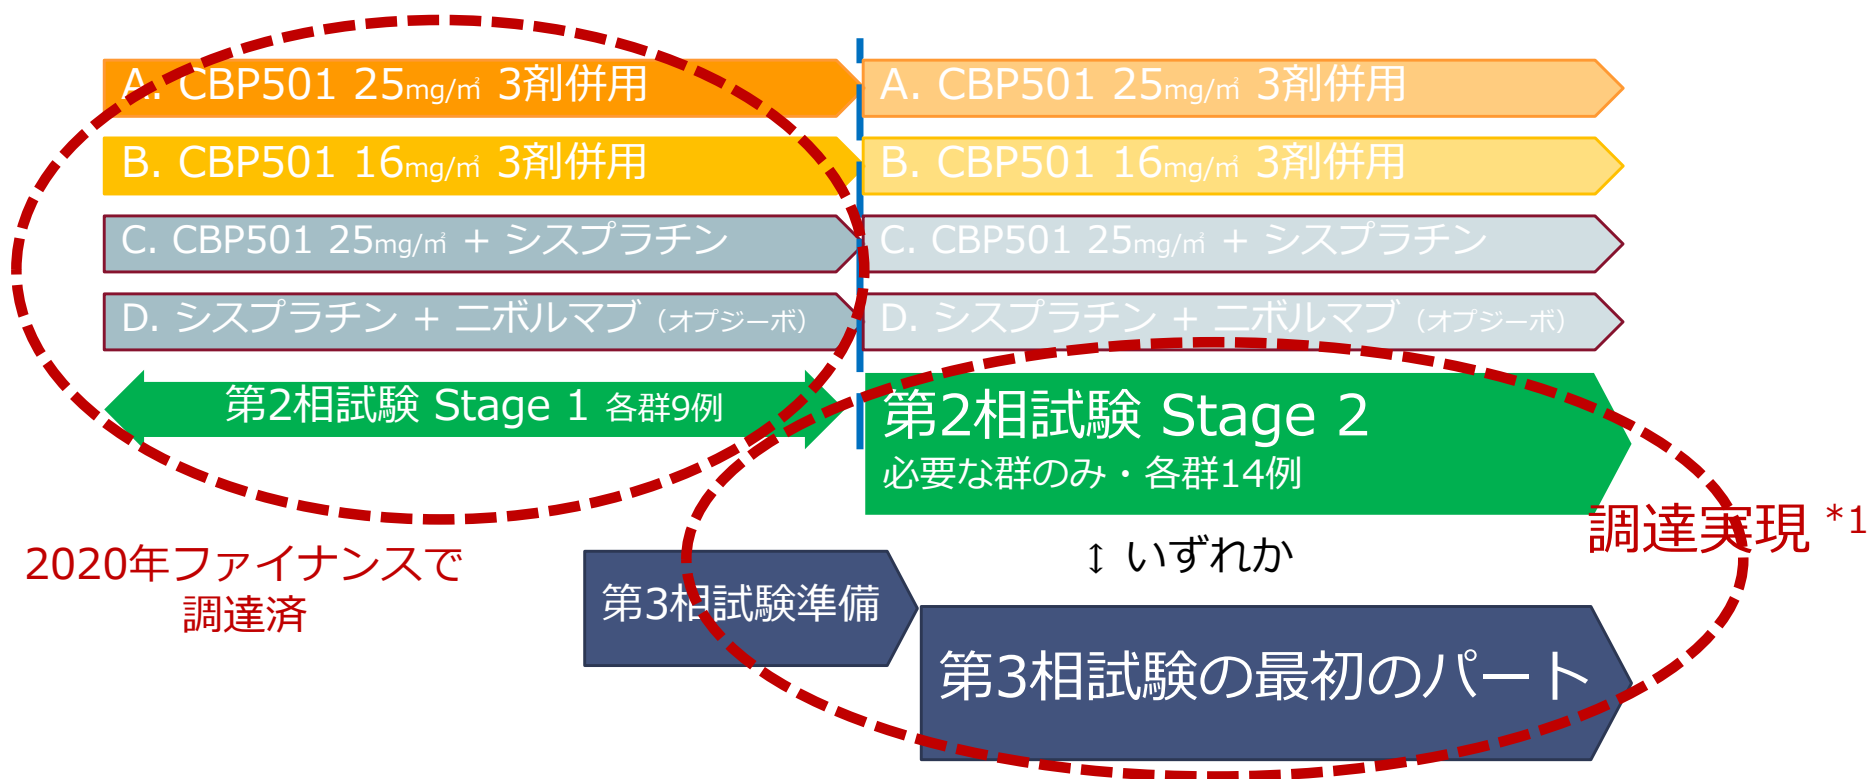 A. CBP501 25mg/㎡ 3剤併用
A. CBP501 25mg/㎡ 3剤併用
B. CBP501 16mg/㎡ 3剤併用
B. CBP501 16mg/㎡ 3剤併用
C. CBP501 25mg/㎡ + シスプラチン
C. CBP501 25mg/㎡ + シスプラチン
D. シスプラチン + ニボルマブ（オプジーボ）
D. シスプラチン + ニボルマブ（オプジーボ）
第2相試験 Stage 1 各群9例
第2相試験 Stage 2
必要な群のみ・各群14例
調達実現 *1
2020年ファイナンスで
調達済
↕ いずれか
第3相試験準備
第3相試験の最初のパート